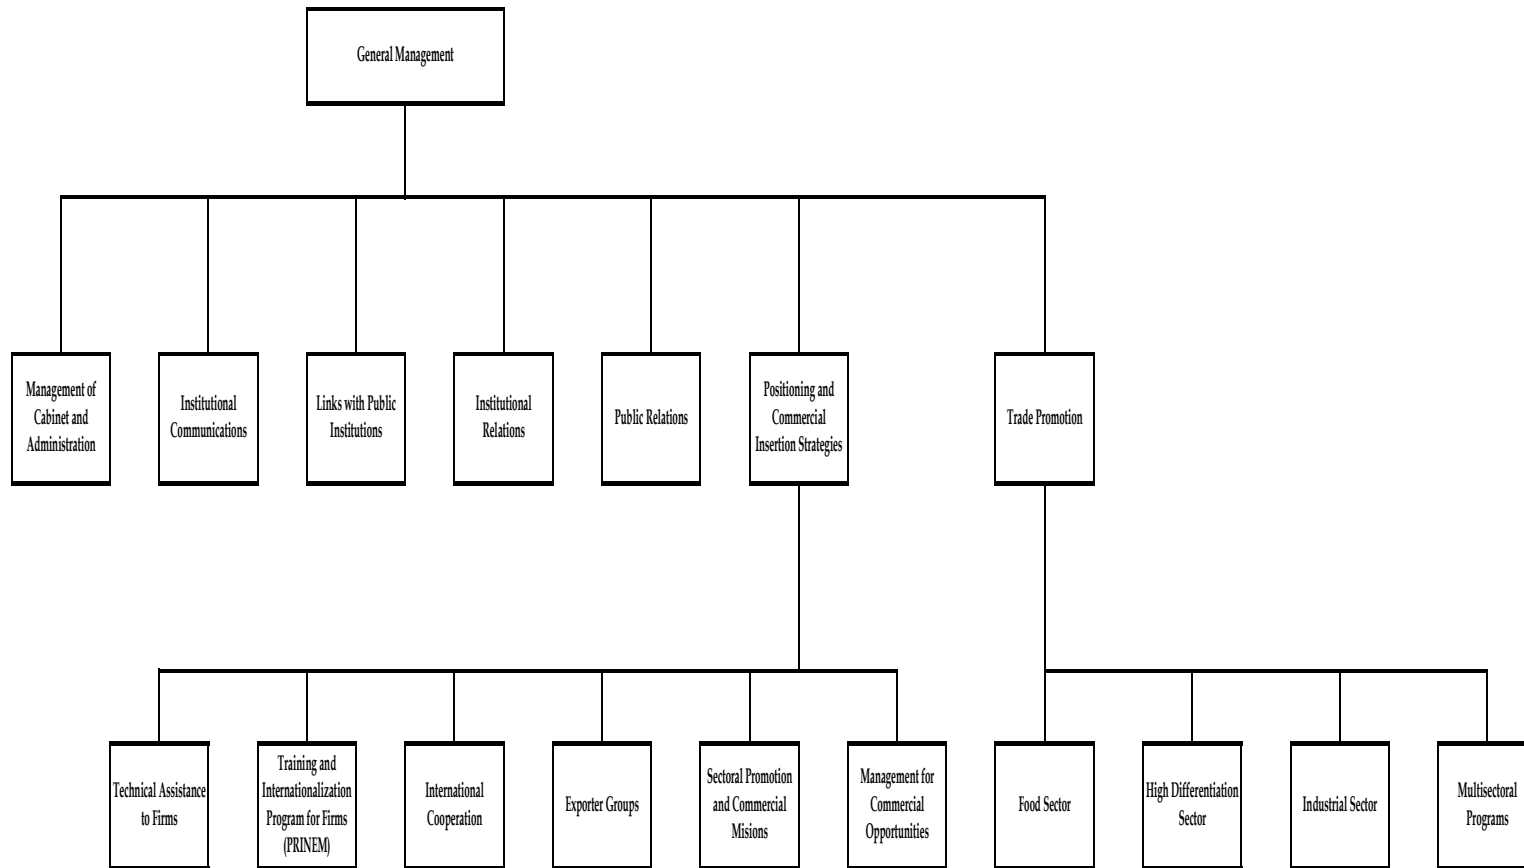 General Management
Management of
Cabinet and
Administration
Institutional
Communications
Links with Public
Institutions
Institutional
Relations
Public Relations
Positioning and
Commercial
Insertion Strategies
Trade Promotion
Technical Assistance
to Firms
Training and
Internationalization
Program for Firms
(PRINEM)
International
Cooperation
Exporter Groups
Sectoral Promotion
and Commercial
Misions
Management for
Commercial
Opportunities
Food Sector
High Differentiation
Sector
Industrial Sector
Multisectoral
Programs